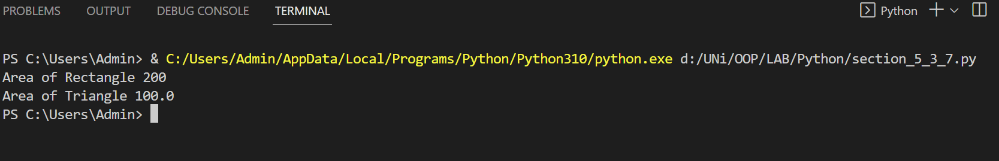 PROBLEMS OUTPUT DEBUG CONSOLE TERMINAL Python
PS C:\Users\Admin> & C:/Users/Admin/AppData/Local/Programs/Python/Python310/python.exe d:/UNi/OOP/LAB/Python/section_5_3_7.py
Area of Rectangle 200
Area of Triangle 100.0
PS C:\Users\Admin>